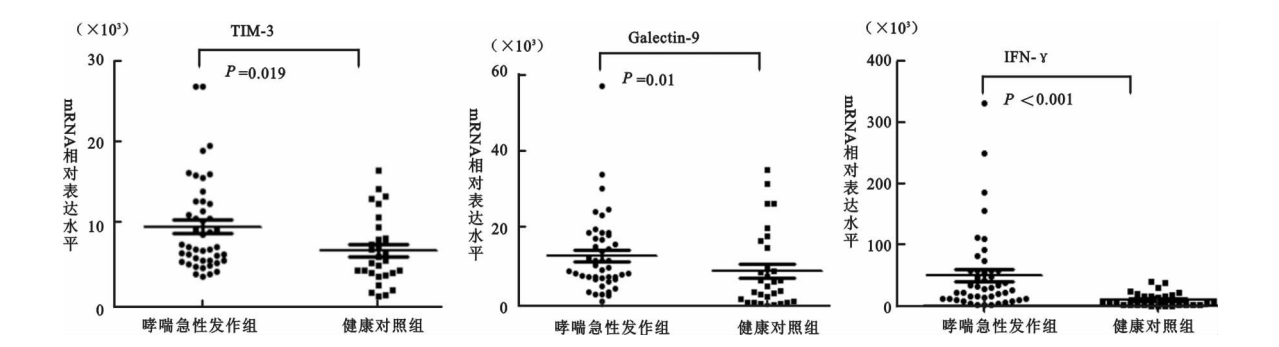 (×10³)
TIM-3
P=0.019
mRNA相对表达水平
30
20
10
0
哮喘急性发作组
健康对照组
(×10³)
Galectin-9
P=0.01
mRNA相对表达水平
60
40
20
0
哮喘急性发作组
健康对照组
(×10³)
IFN-γ
P<0.001
mRNA相对表达水平
400
300
200
100
0
哮喘急性发作组
健康对照组